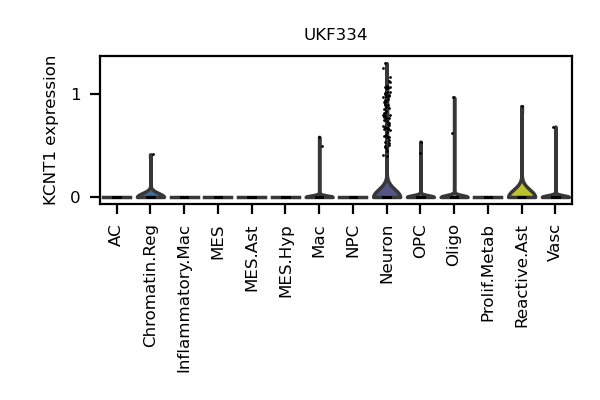 UKF334
KCNT1 expression
1
0
AC
Chromatin.Reg
Inflammatory.Mac
MES
MES.Ast
MES.Hyp
Mac
NPC
Neuron
OPC
Oligo
Prolif.Metab
Reactive.Ast
Vasc